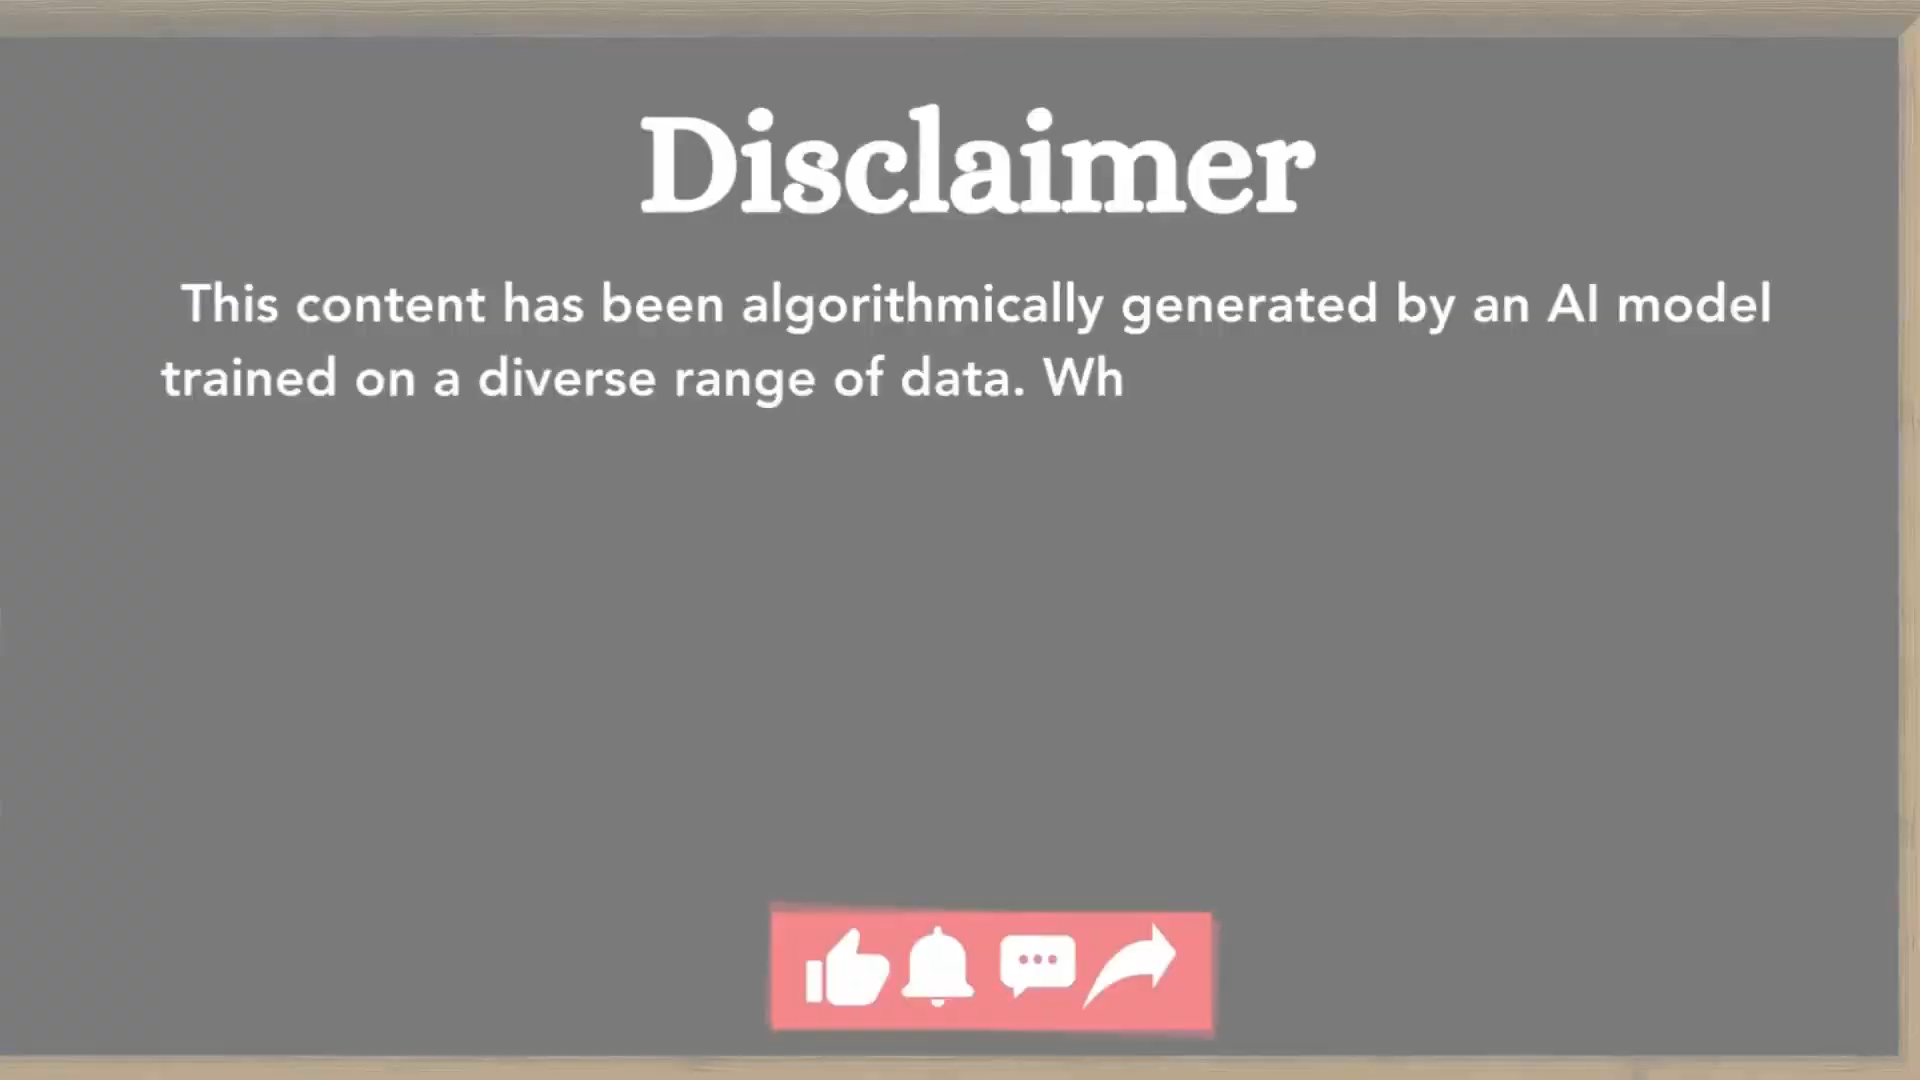 Disclaimer
This content has been algorithmically generated by an AI model
trained on a diverse range of data. Wh